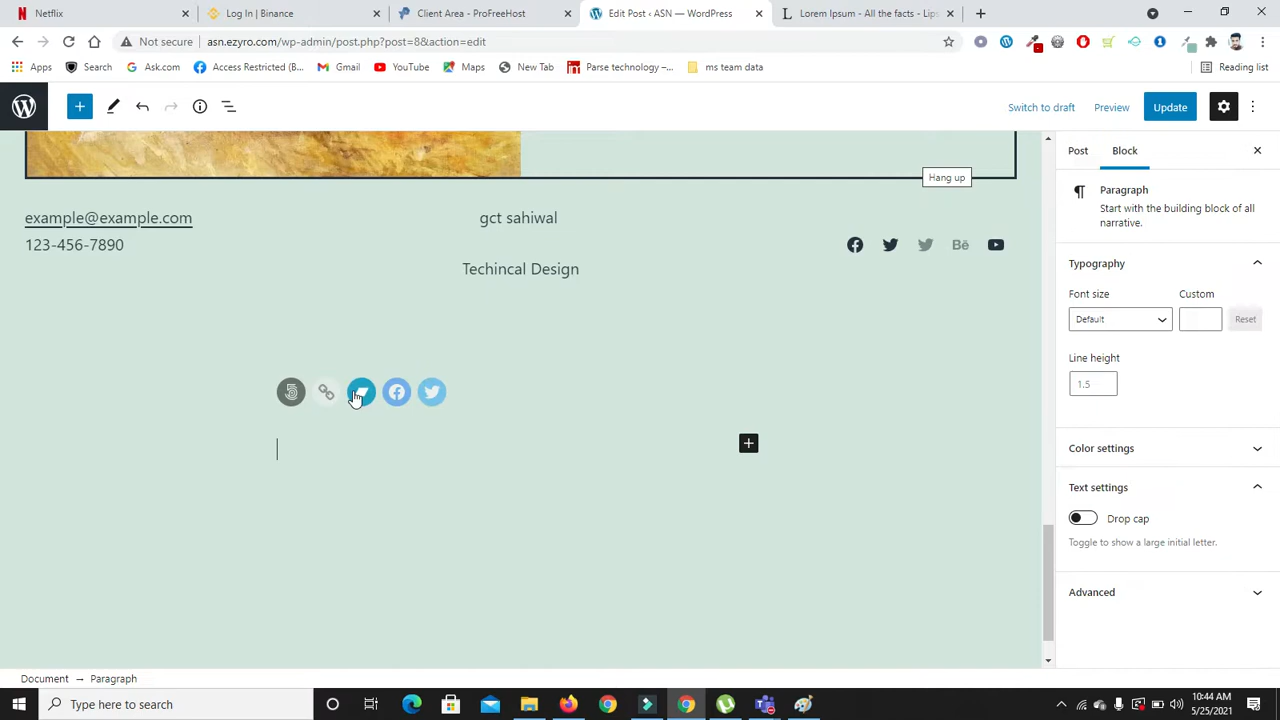 Netflix
Log In | Binance
Client Area - ProFreeHost
Edit Post ‹ ASN — WordPress
Lorem Ipsum - All the facts - Lips
Not secure
asn.ezyro.com/wp-admin/post.php?post=8&action=edit
Apps
Search
Ask.com
Access Restricted (B...
Gmail
YouTube
Maps
New Tab
Parse technology –...
ms team data
Reading list
Switch to draft
Preview
Update
Post
Block
Hang up
Paragraph
Start with the building block of all
narrative.
example@example.com
gct sahiwal
123-456-7890
Bē
Techincal Design
Typography
Font size
Custom
Default
Reset
Line height
1.5
Color settings
Text settings
Drop cap
Toggle to show a large initial letter.
Advanced
Document → Paragraph
Type here to search
10:44 AM
5/25/2021